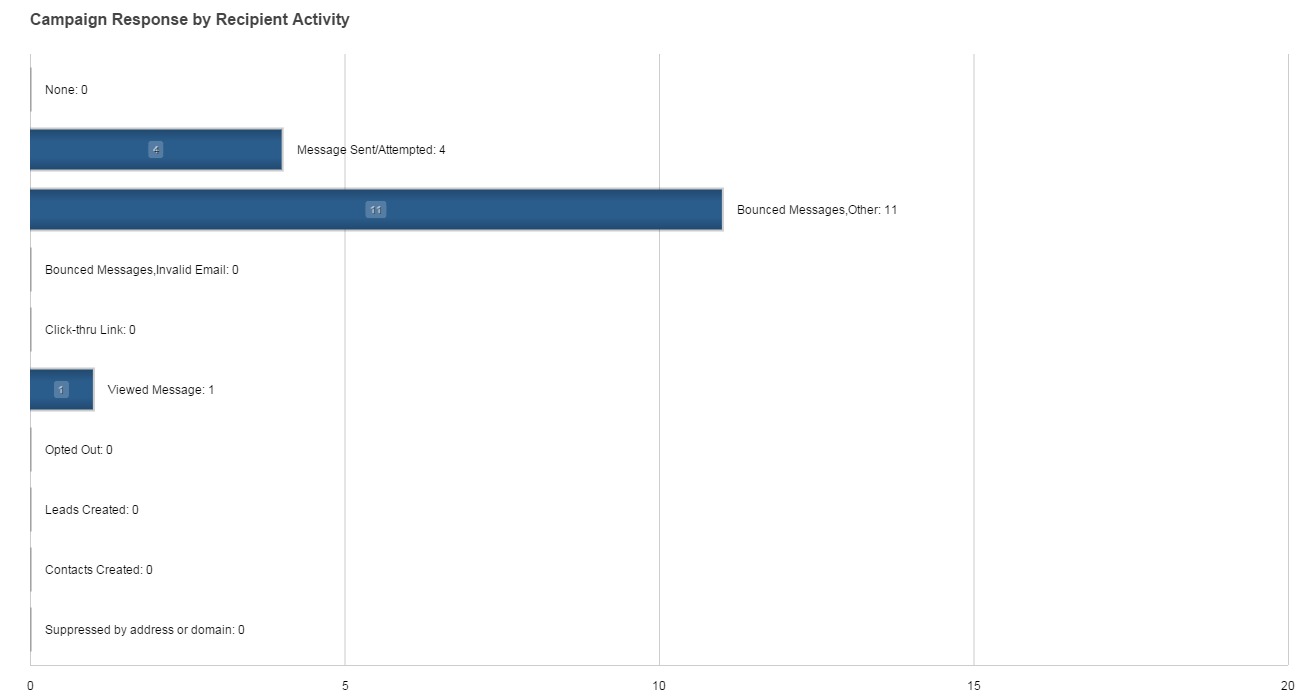 Campaign Response by Recipient Activity
None: 0
4
Message Sent/Attempted: 4
11
Bounced Messages,Other: 11
Bounced Messages,Invalid Email: 0
Click-thru Link: 0
1
Viewed Message: 1
Opted Out: 0
Leads Created: 0
Contacts Created: 0
Suppressed by address or domain: 0
0 5 10 15 20